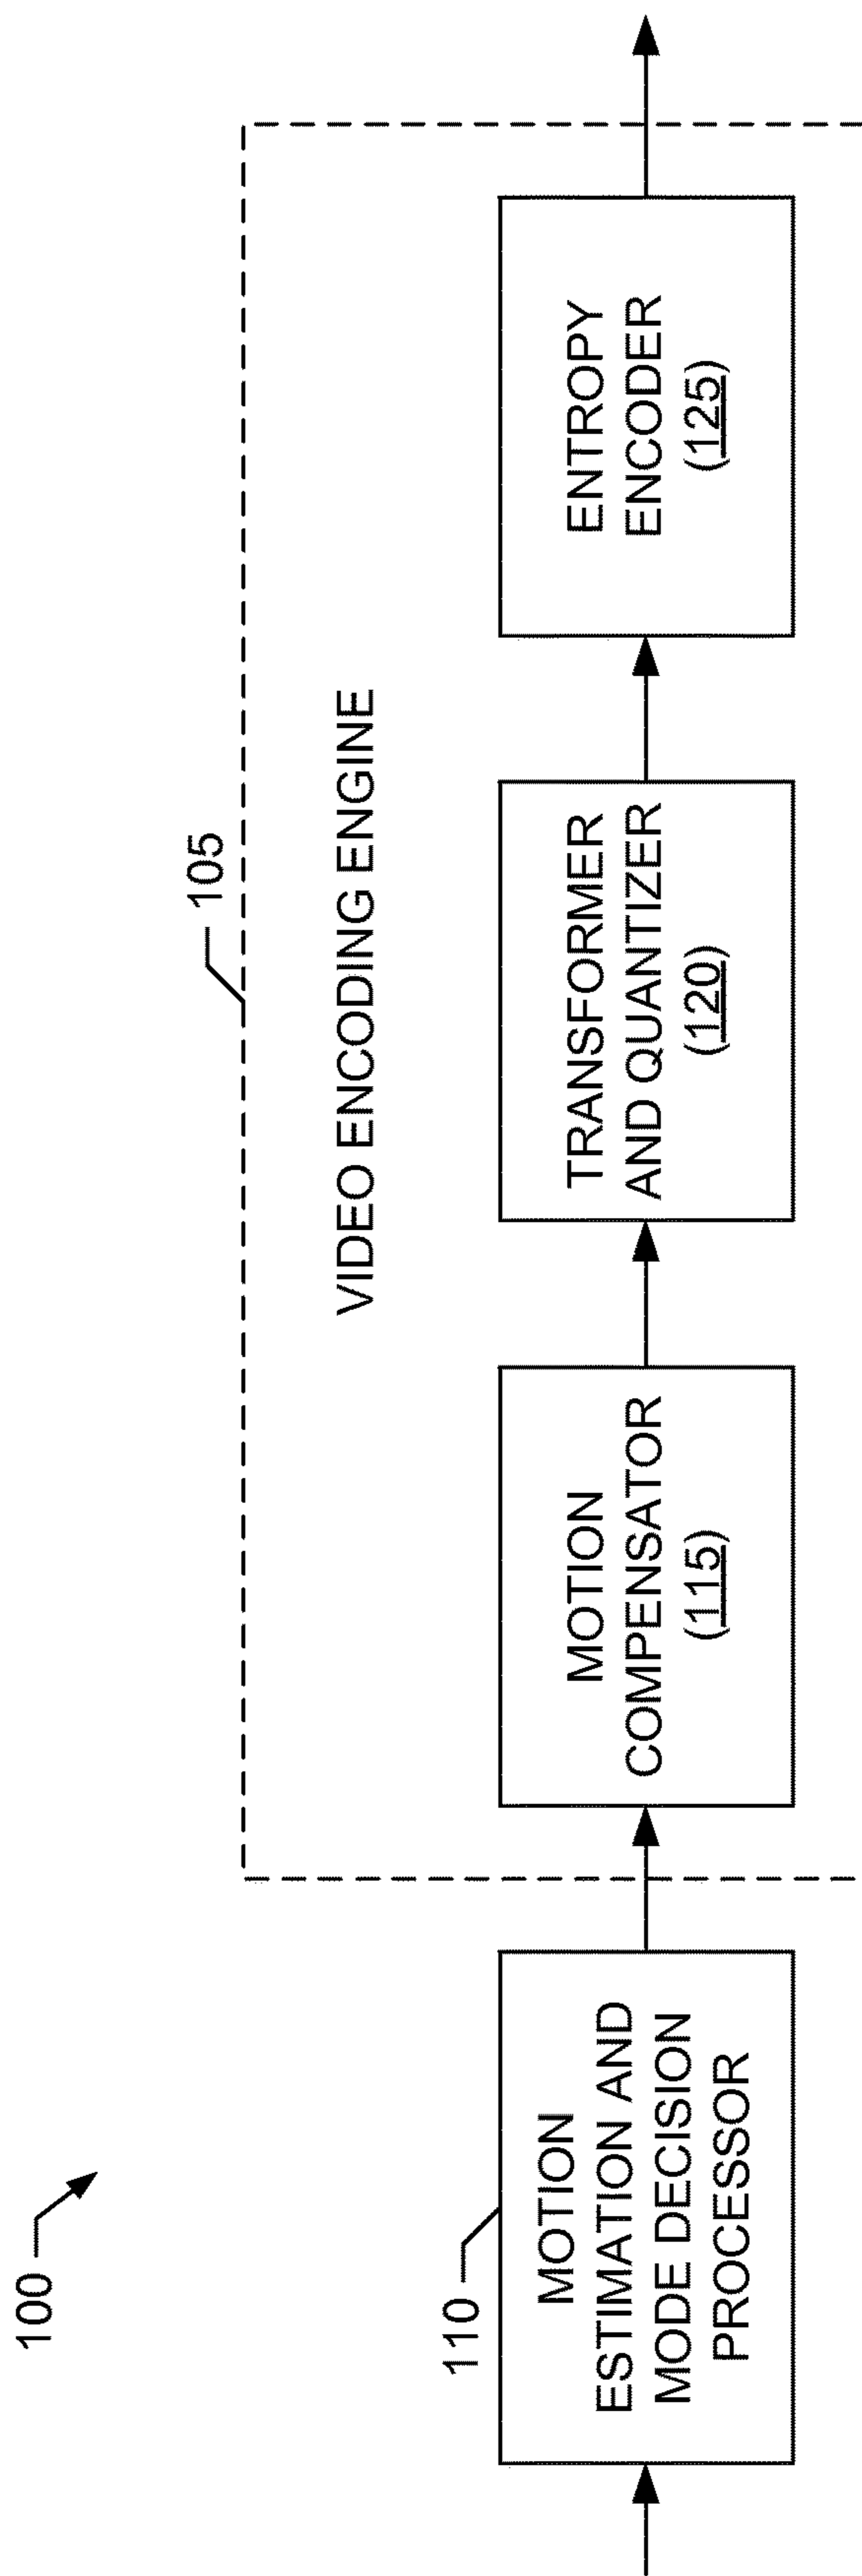 100
105
VIDEO ENCODING ENGINE
110
MOTION
ESTIMATION AND
MODE DECISION
PROCESSOR
MOTION
COMPENSATOR
(115)
TRANSFORMER
AND QUANTIZER
(120)
ENTROPY
ENCODER
(125)